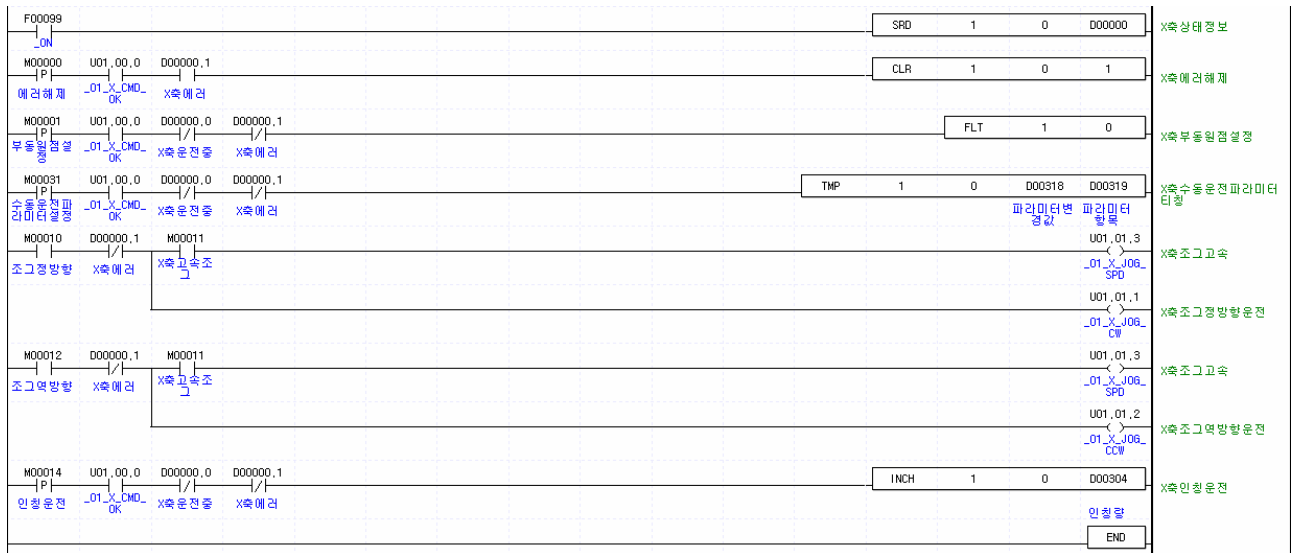 F00099
_ON
SRD 1 0 D00000
X축상태정보
M00000 U01,00,0 D00000,1
P
에러해제 _01_X_CMD_OK X축에러
CLR 1 0 1
X축에러해제
M00001 U01,00,0 D00000,0 D00000,1
P
부동원점설정 _01_X_CMD_OK X축운전중 X축에러
FLT 1 0
X축부동원점설정
M00031 U01,00,0 D00000,0 D00000,1
P
수동운전파라미터설정 _01_X_CMD_OK X축운전중 X축에러
TMP 1 0 D00318 D00319
파라미터변경값 파라미터항목
X축수동운전파라미터
티칭
M00010 D00000,1 M00011
조그정방향 X축에러 X축고속조그
U01,01,3
_01_X_JOG_SPD
X축조그고속
U01,01,1
_01_X_JOG_CW
X축조그정방향운전
M00012 D00000,1 M00011
조그역방향 X축에러 X축고속조그
U01,01,3
_01_X_JOG_SPD
X축조그고속
U01,01,2
_01_X_JOG_CCW
X축조그역방향운전
M00014 U01,00,0 D00000,0 D00000,1
P
인칭운전 _01_X_CMD_OK X축운전중 X축에러
INCH 1 0 D00304
인칭량
X축인칭운전
END